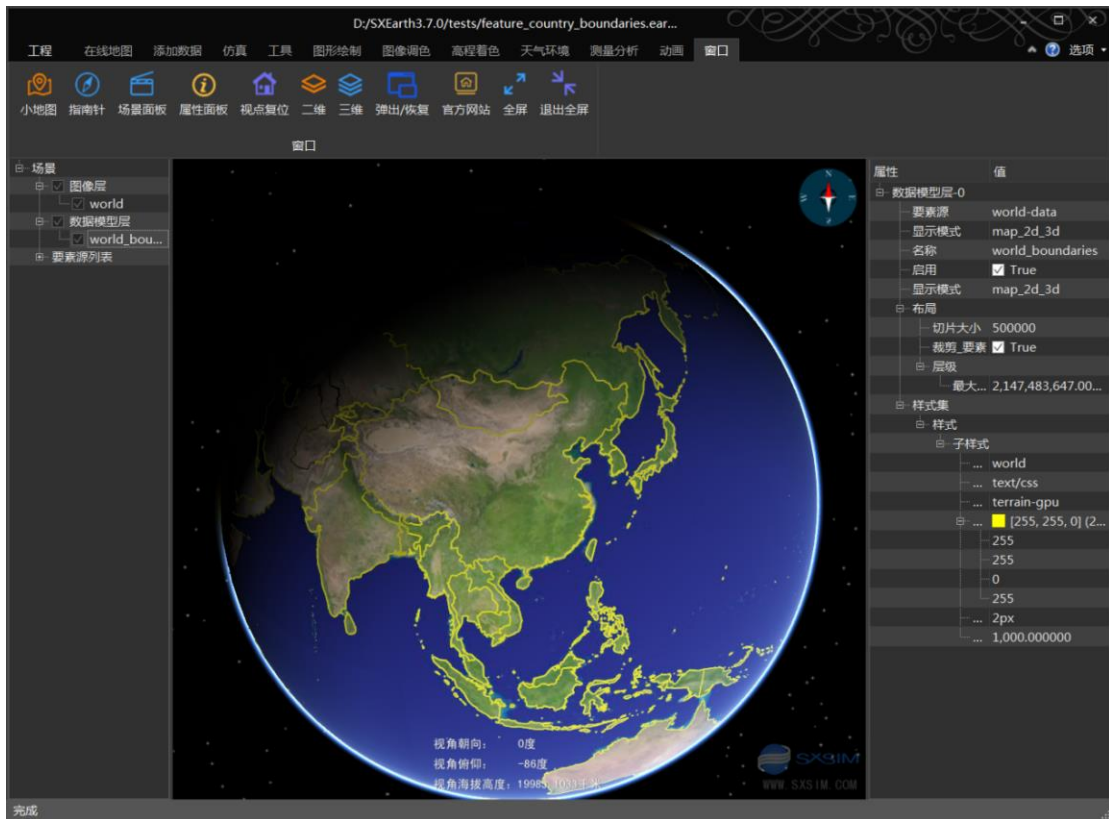 D:/SXEarth3.7.0/tests/feature_country_boundaries.ear...
工程 在线地图 添加数据 仿真 工具 图形绘制 图像调色 高程着色 天气环境 测量分析 动画 窗口 选项
小地图 指南针 场景面板 属性面板 视点复位 二维 三维 弹出/恢复 官方网站 全屏 退出全屏
窗口
场景
图像层
world
数据模型层
world_bou...
要素源列表
N
属性 值
数据模型层-0
要素源 world-data
显示模式 map_2d_3d
名称 world_boundaries
启用 True
显示模式 map_2d_3d
布局
切片大小 500000
裁剪_要素 True
层级
最大... 2,147,483,647.00...
样式集
样式
子样式
... world
... text/css
... terrain-gpu
... [255, 255, 0] (2...
255
255
0
255
... 2px
... 1,000.000000
视角朝向: 0度
视角俯仰: -86度
视角海拔高度:
SXSIM
WWW.SXSIM.COM
完成